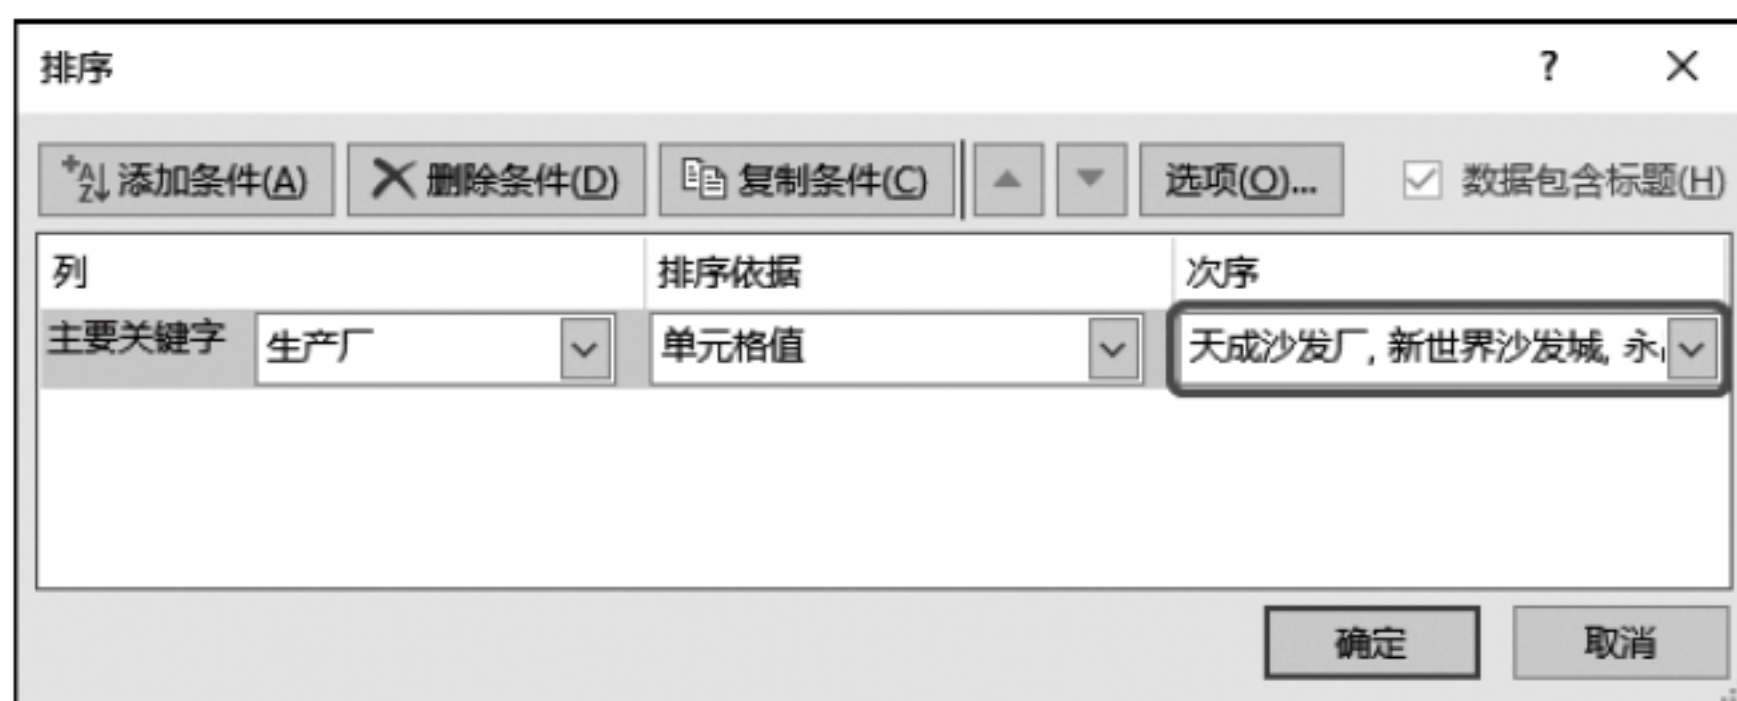 排序 ?
添加条件(A) 删除条件(D) 复制条件(C) 选项(O)... 数据包含标题(H)
列 排序依据 次序
主要关键字 生产厂 单元格值 天成沙发厂, 新世界沙发城, 永
确定 取消